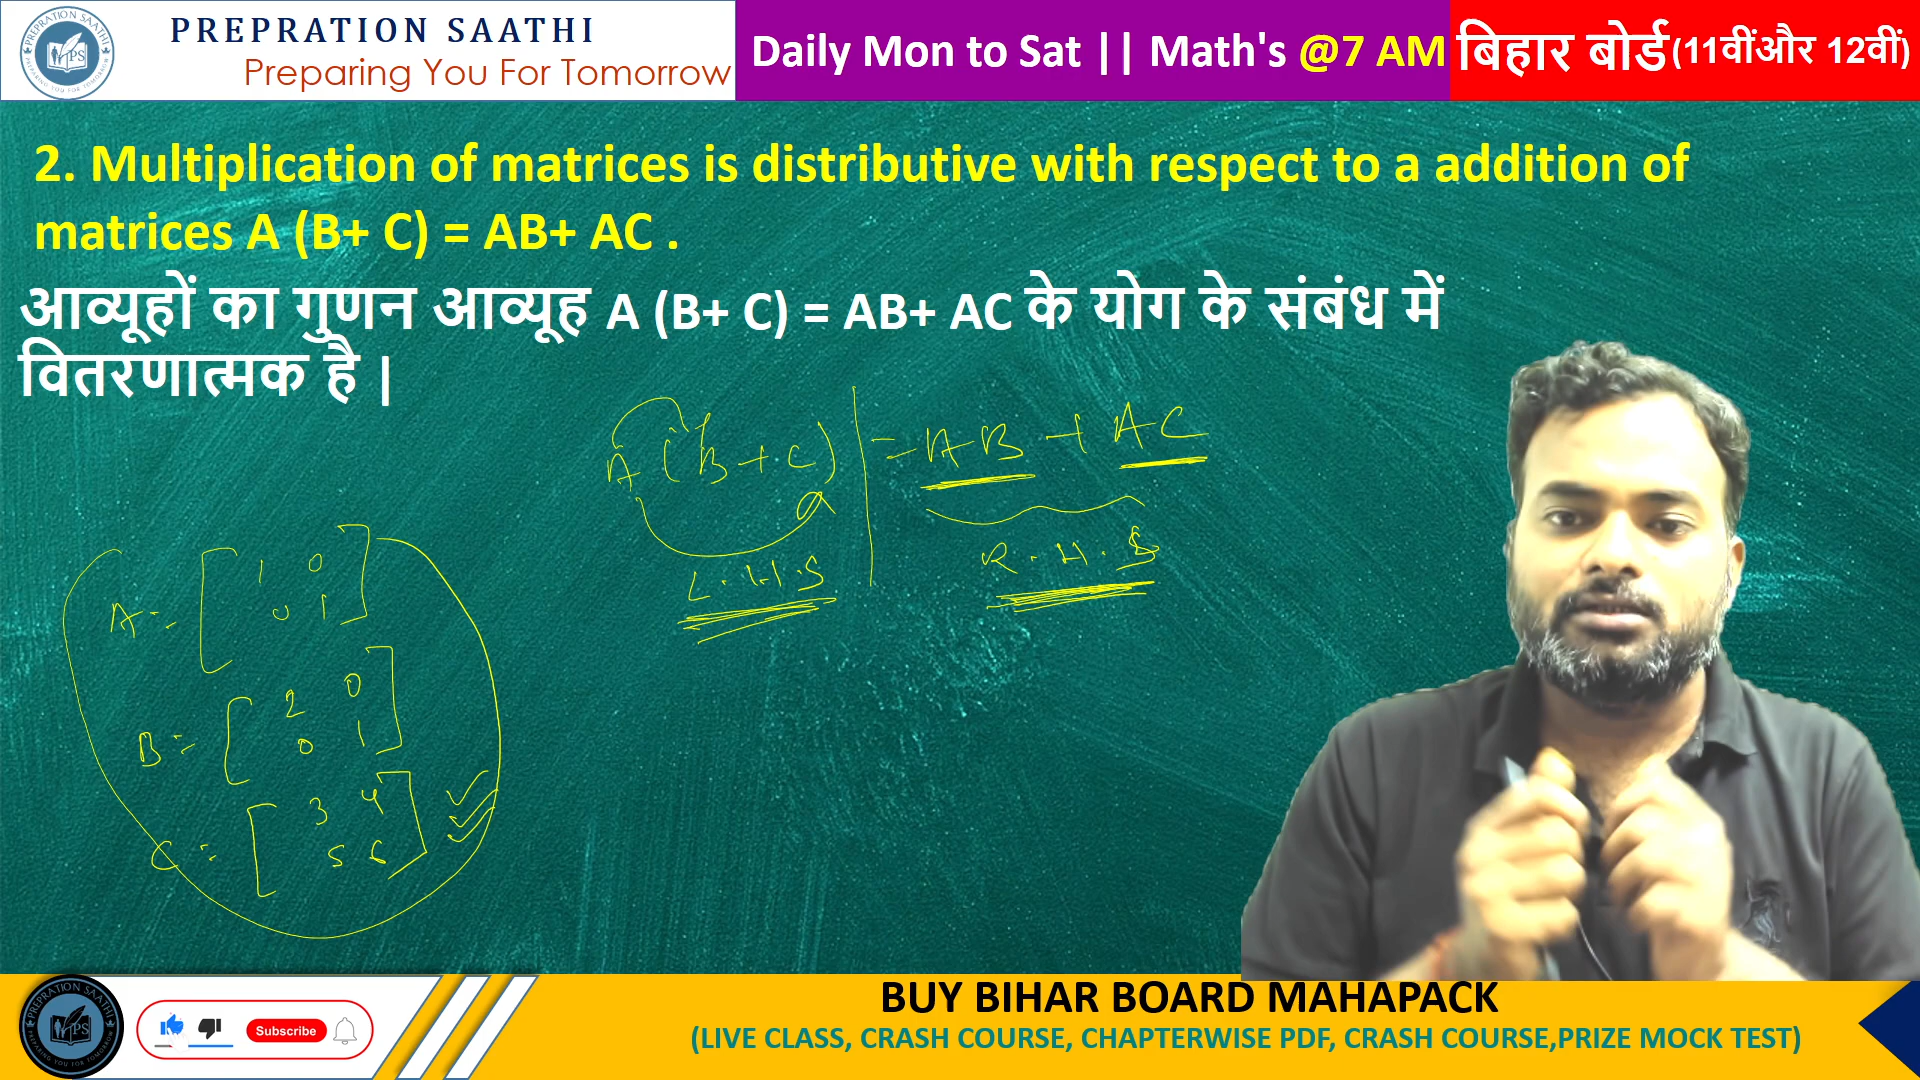 PREPRATION SAATHI
Preparing You For Tomorrow
Daily Mon to Sat || Math's @7 AM
बिहार बोर्ड(11वींऔर 12वीं)
2. Multiplication of matrices is distributive with respect to a addition of
matrices A (B+ C) = AB+ AC .
आव्यूहों का गुणन आव्यूह A (B+ C) = AB+ AC के योग के संबंध में
वितरणात्मक है |
A (B+C) = AB + AC
L.H.S R.H.S
A = [ 1 0
0 1 ]
B = [ 2 0
0 1 ]
C = [ 3 4
5 6 ]
PREPRATION SAATHI
PS
Subscribe
BUY BIHAR BOARD MAHAPACK
(LIVE CLASS, CRASH COURSE, CHAPTERWISE PDF, CRASH COURSE,PRIZE MOCK TEST)